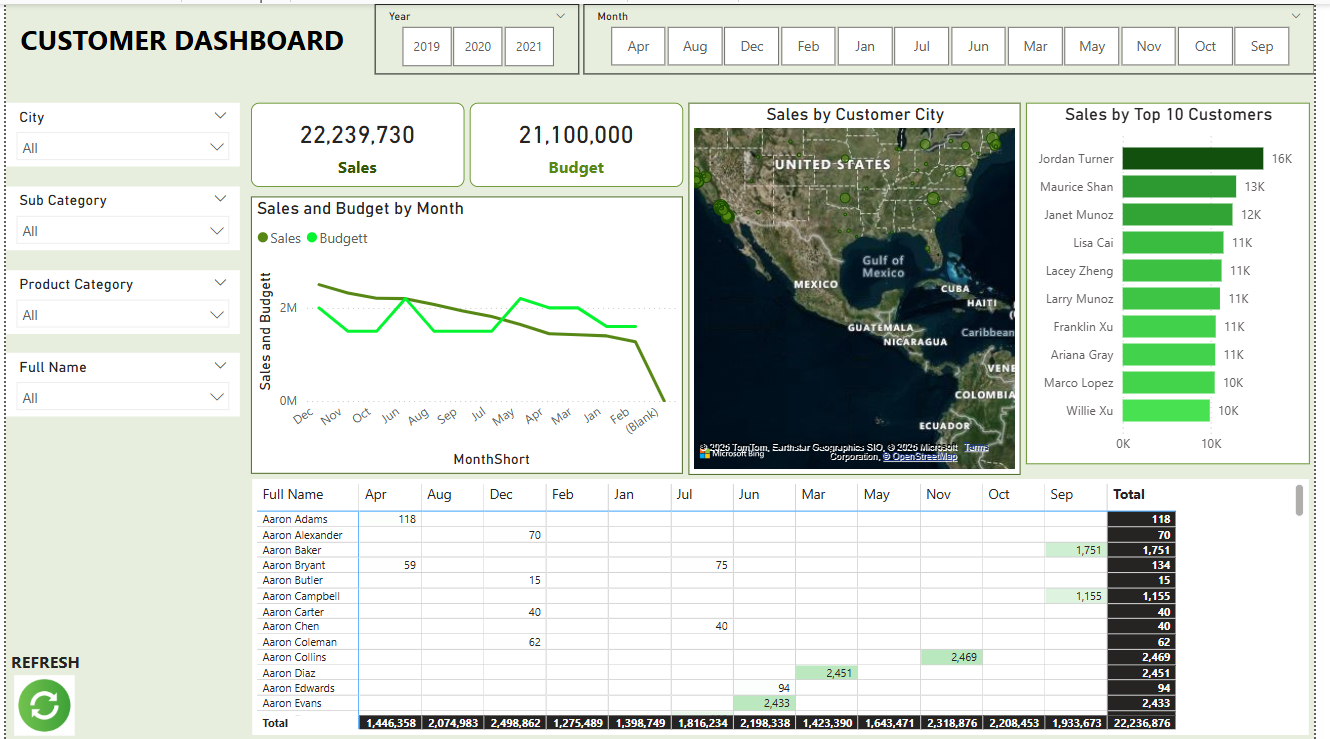 CUSTOMER DASHBOARD
Year
2019 2020 2021
Month
Apr Aug Dec Feb Jan Jul Jun Mar May Nov Oct Sep
City
All
Sub Category
All
Product Category
All
Full Name
All
REFRESH
22,239,730
Sales
21,100,000
Budget
Sales and Budget by Month
Sales Budgett
Sales and Budgett
2M
0M
Dec Nov Oct Jun Aug Sep Jul May Apr Mar Jan Feb (Blank)
MonthShort
Sales by Customer City
UNITED STATES
Gulf of
Mexico
MEXICO
CUBA
HAITI
GUATEMALA
NICARAGUA
Caribbean
VENE
COLOMBIA
ECUADOR
© 2025 TomTom, Earthstar Geographics SIO, © 2025 Microsoft
Corporation, © OpenStreetMap Terms
Microsoft Bing
Sales by Top 10 Customers
Jordan Turner 16K
Maurice Shan 13K
Janet Munoz 12K
Lisa Cai 11K
Lacey Zheng 11K
Larry Munoz 11K
Franklin Xu 11K
Ariana Gray 11K
Marco Lopez 10K
Willie Xu 10K
0K 10K
Full Name Apr Aug Dec Feb Jan Jul Jun Mar May Nov Oct Sep Total
Aaron Adams 118 118
Aaron Alexander 70 70
Aaron Baker 1,751 1,751
Aaron Bryant 59 75 134
Aaron Butler 15 15
Aaron Campbell 1,155 1,155
Aaron Carter 40 40
Aaron Chen 40 40
Aaron Coleman 62 62
Aaron Collins 2,469 2,469
Aaron Diaz 2,451 2,451
Aaron Edwards 94 94
Aaron Evans 2,433 2,433
Total 1,446,358 2,074,983 2,498,862 1,275,489 1,398,749 1,816,234 2,198,338 1,423,390 1,643,471 2,318,876 2,208,453 1,933,673 22,236,876